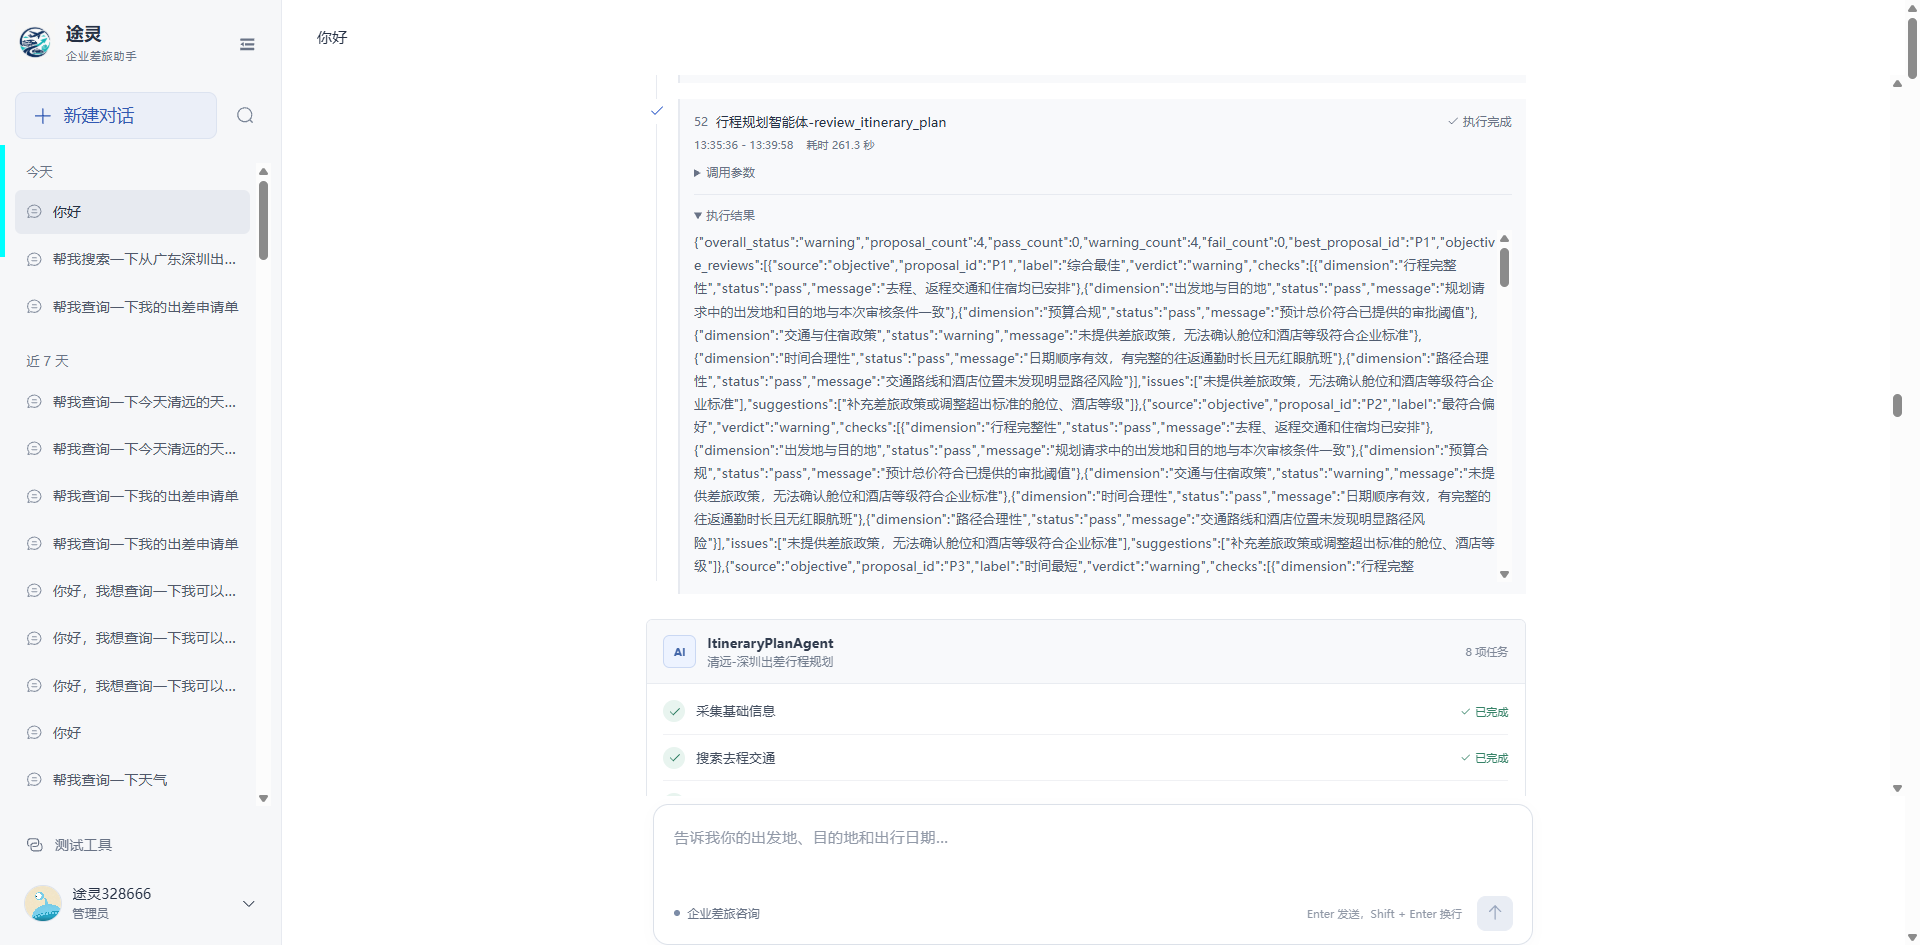 途灵
企业差旅助手
新建对话
今天
你好
帮我搜索一下从广东深圳出...
帮我查询一下我的出差申请单
近 7 天
帮我查询一下今天清远的天...
帮我查询一下今天清远的天...
帮我查询一下我的出差申请单
帮我查询一下我的出差申请单
你好，我想查询一下我可以...
你好，我想查询一下我可以...
你好，我想查询一下我可以...
你好
帮我查询一下天气
测试工具
途灵328666
管理员
你好
52 行程规划智能体-review_itinerary_plan
执行完成
13:35:36 - 13:39:58 耗时 261.3 秒
调用参数
执行结果
{"overall_status":"warning","proposal_count":4,"pass_count":0,"warning_count":4,"fail_count":0,"best_proposal_id":"P1","objectiv
e_reviews":[{"source":"objective","proposal_id":"P1","label":"综合最佳","verdict":"warning","checks":[{"dimension":"行程完整
性","status":"pass","message":"去程、返程交通和住宿均已安排"},{"dimension":"出发地与目的地","status":"pass","message":"规划请
求中的出发地和目的地与本次审核条件一致"},{"dimension":"预算合规","status":"pass","message":"预计总价符合已提供的审批阈值"},
{"dimension":"交通与住宿政策","status":"warning","message":"未提供差旅政策，无法确认舱位和酒店等级符合企业标准"},
{"dimension":"时间合理性","status":"pass","message":"日期顺序有效，有完整的往返通勤时长且无红眼航班"},{"dimension":"路径合理
性","status":"pass","message":"交通路线和酒店位置未发现明显路径风险"}],"issues":["未提供差旅政策，无法确认舱位和酒店等级符合企
业标准"],"suggestions":["补充差旅政策或调整超出标准的舱位、酒店等级"]},{"source":"objective","proposal_id":"P2","label":"最符合偏
好","verdict":"warning","checks":[{"dimension":"行程完整性","status":"pass","message":"去程、返程交通和住宿均已安排"},
{"dimension":"出发地与目的地","status":"pass","message":"规划请求中的出发地和目的地与本次审核条件一致"},{"dimension":"预算合
规","status":"pass","message":"预计总价符合已提供的审批阈值"},{"dimension":"交通与住宿政策","status":"warning","message":"未提
供差旅政策，无法确认舱位和酒店等级符合企业标准"},{"dimension":"时间合理性","status":"pass","message":"日期顺序有效，有完整的
往返通勤时长且无红眼航班"},{"dimension":"路径合理性","status":"pass","message":"交通路线和酒店位置未发现明显路径风
险"}],"issues":["未提供差旅政策，无法确认舱位和酒店等级符合企业标准"],"suggestions":["补充差旅政策或调整超出标准的舱位、酒店等
级"]},{"source":"objective","proposal_id":"P3","label":"时间最短","verdict":"warning","checks":[{"dimension":"行程完整
AI
ItineraryPlanAgent
清远-深圳出差行程规划
8 项任务
采集基础信息
已完成
搜索去程交通
已完成
告诉我你的出发地、目的地和出行日期...
企业差旅咨询
Enter 发送，Shift + Enter 换行